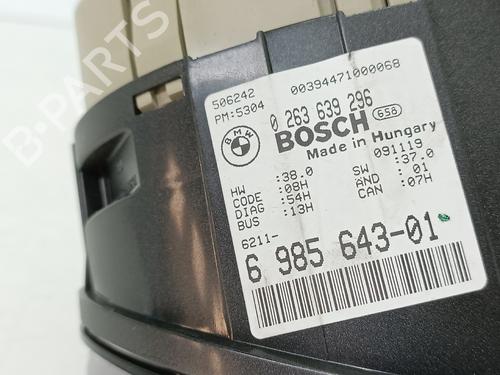 506242 00394471000068
PM:5304
BMW
0 263 639 296
BOSCH 658
Made in Hungary
091119
HW :38.0 SW :37.0
CODE :08H AND : 01
DIAG :54H CAN :07H
BUS :13H
6211-
6 985 643-01
B-PARTS